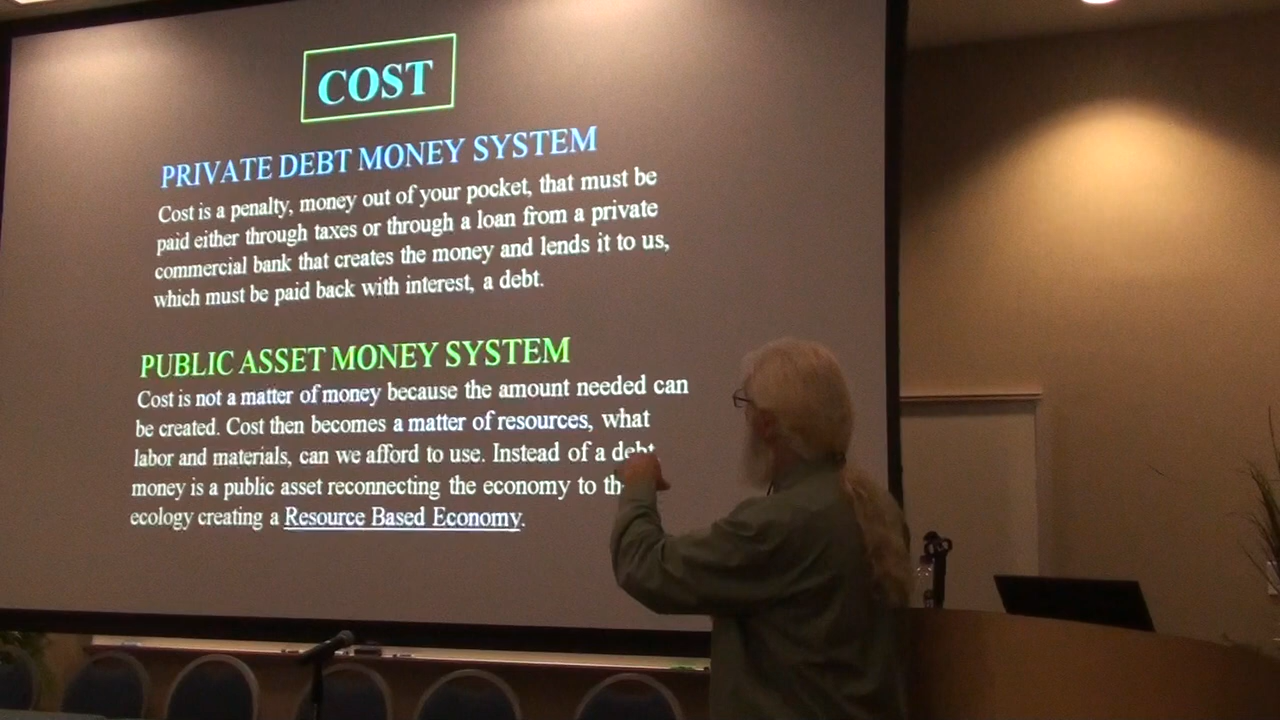 COST
PRIVATE DEBT MONEY SYSTEM
Cost is a penalty, money out of your pocket, that must be
paid either through taxes or through a loan from a private
commercial bank that creates the money and lends it to us,
which must be paid back with interest, a debt.
PUBLIC ASSET MONEY SYSTEM
Cost is not a matter of money because the amount needed can
be created. Cost then becomes a matter of resources, what
labor and materials, can we afford to use. Instead of a debt
money is a public asset reconnecting the economy to
ecology creating a Resource Based Economy.